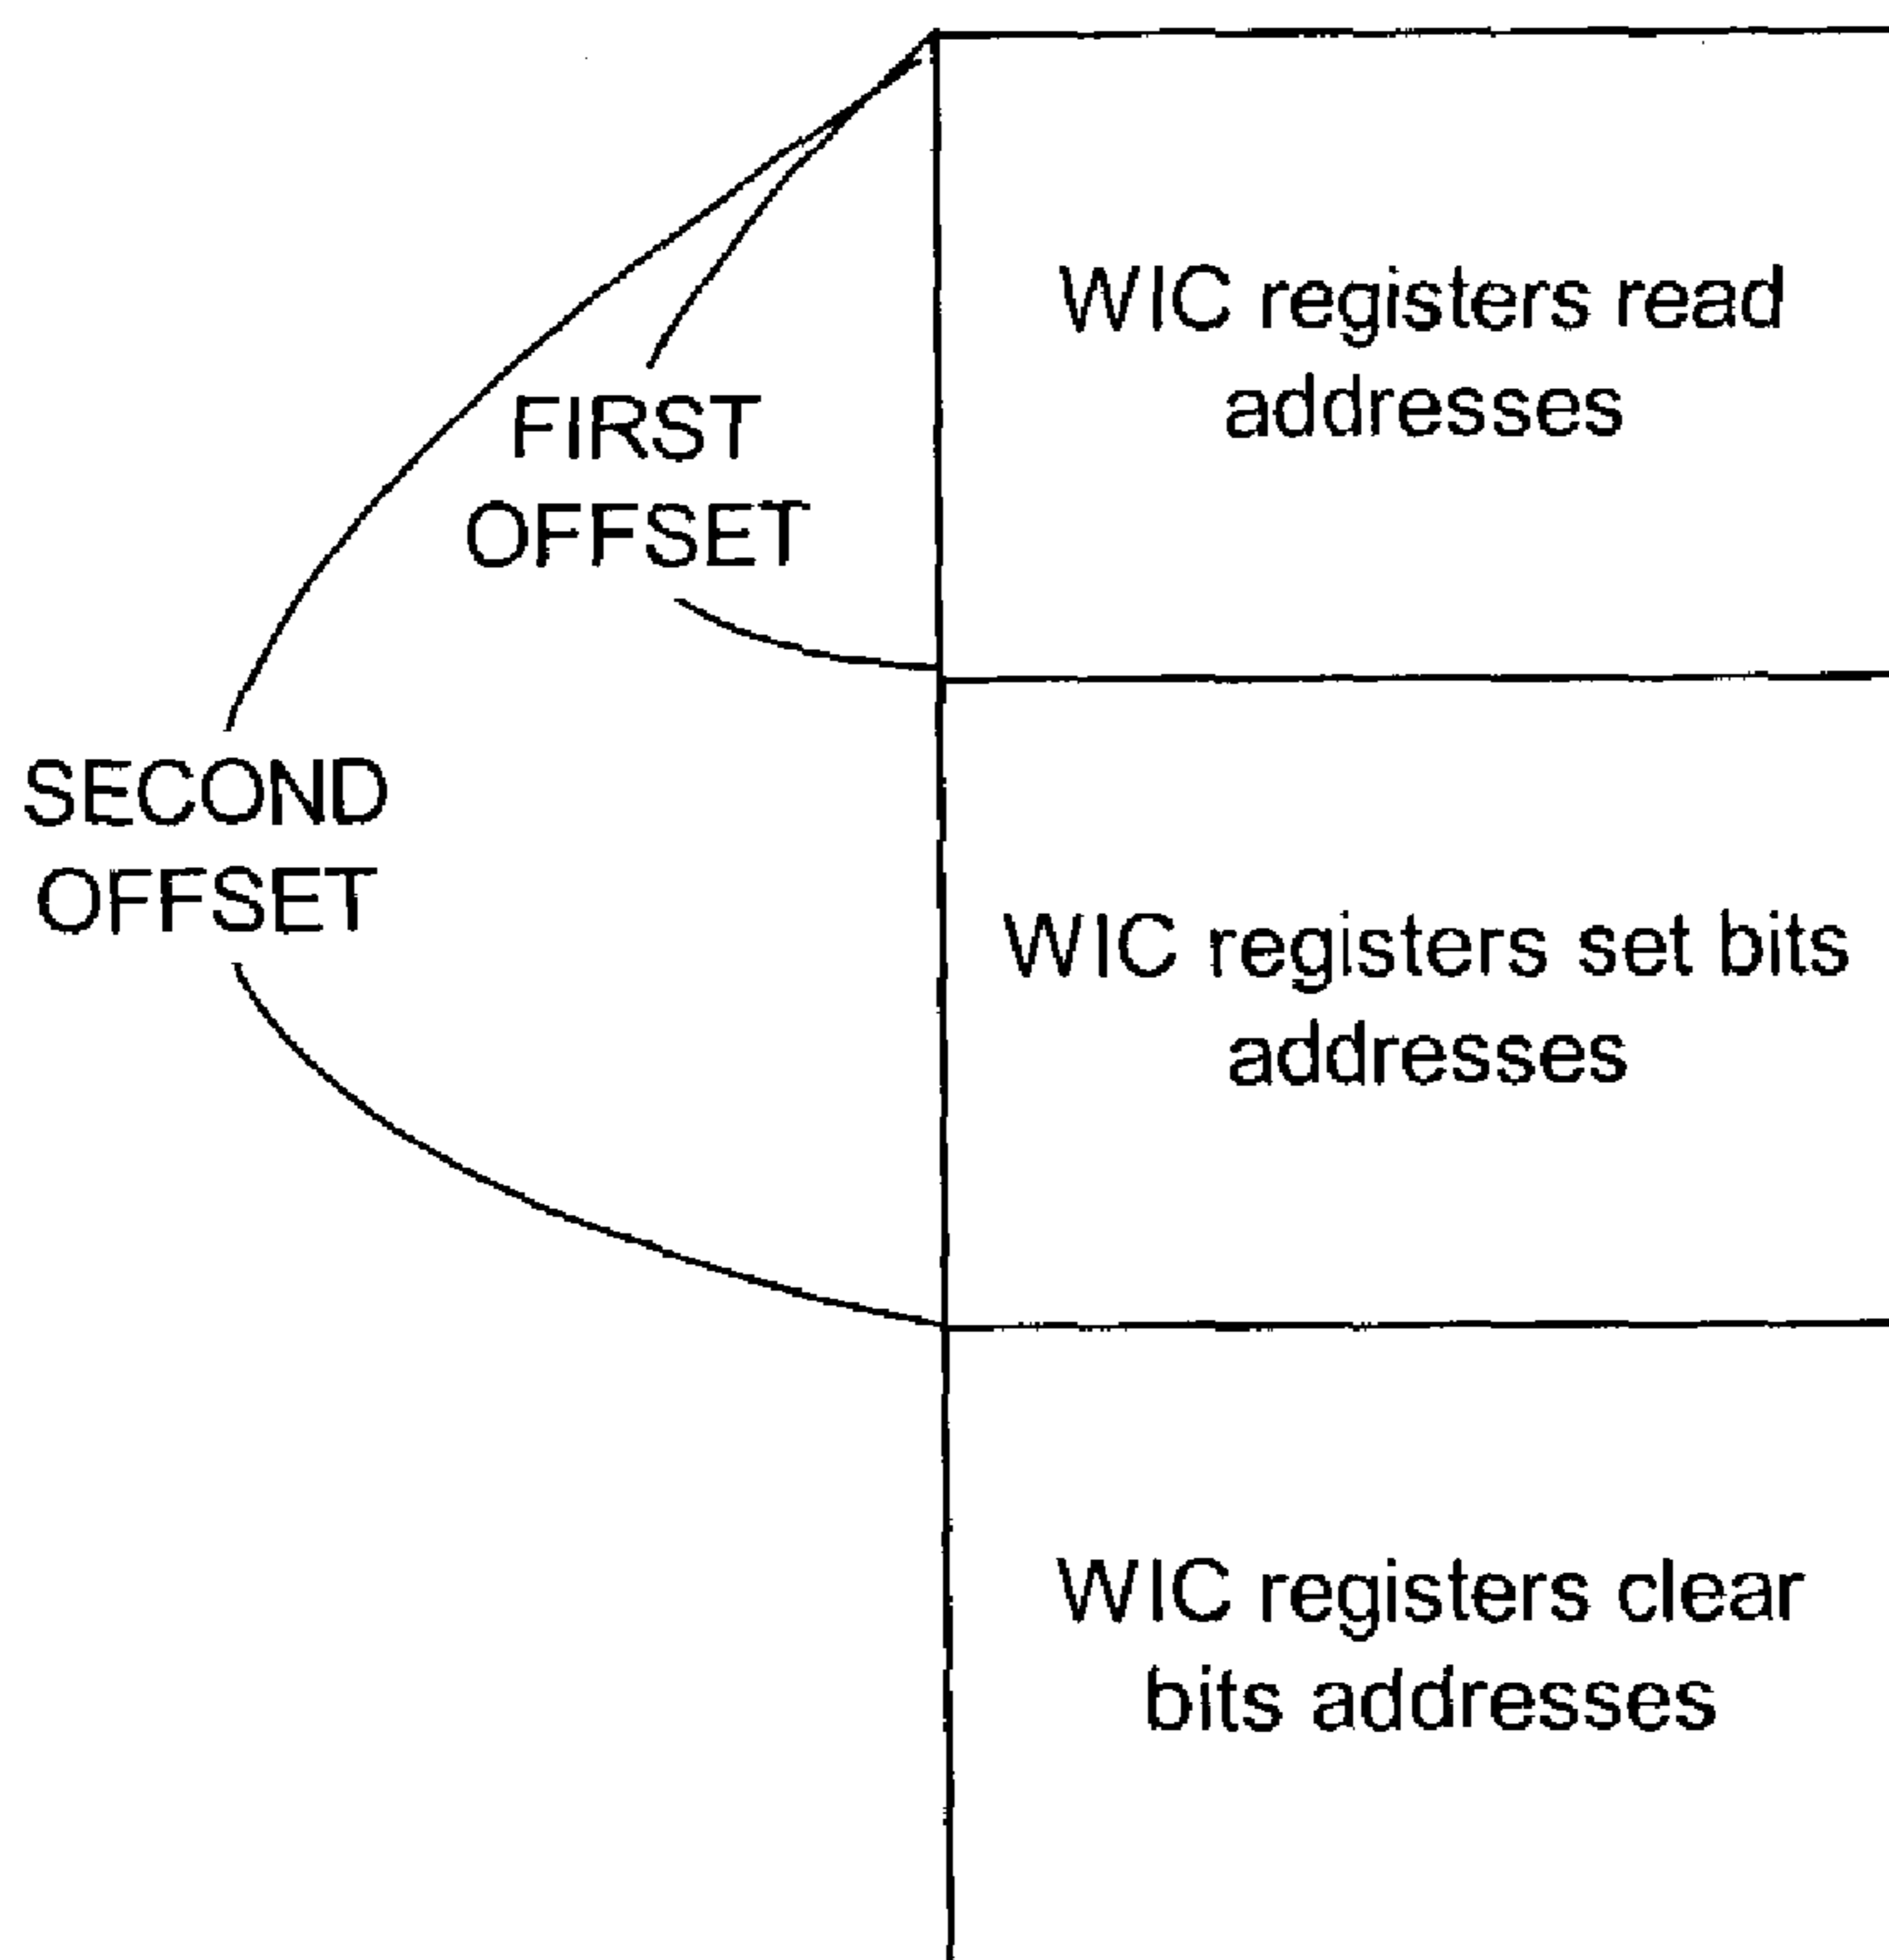 WIC registers read
addresses
FIRST
OFFSET
SECOND
OFFSET
WIC registers set bits
addresses
WIC registers clear
bits addresses